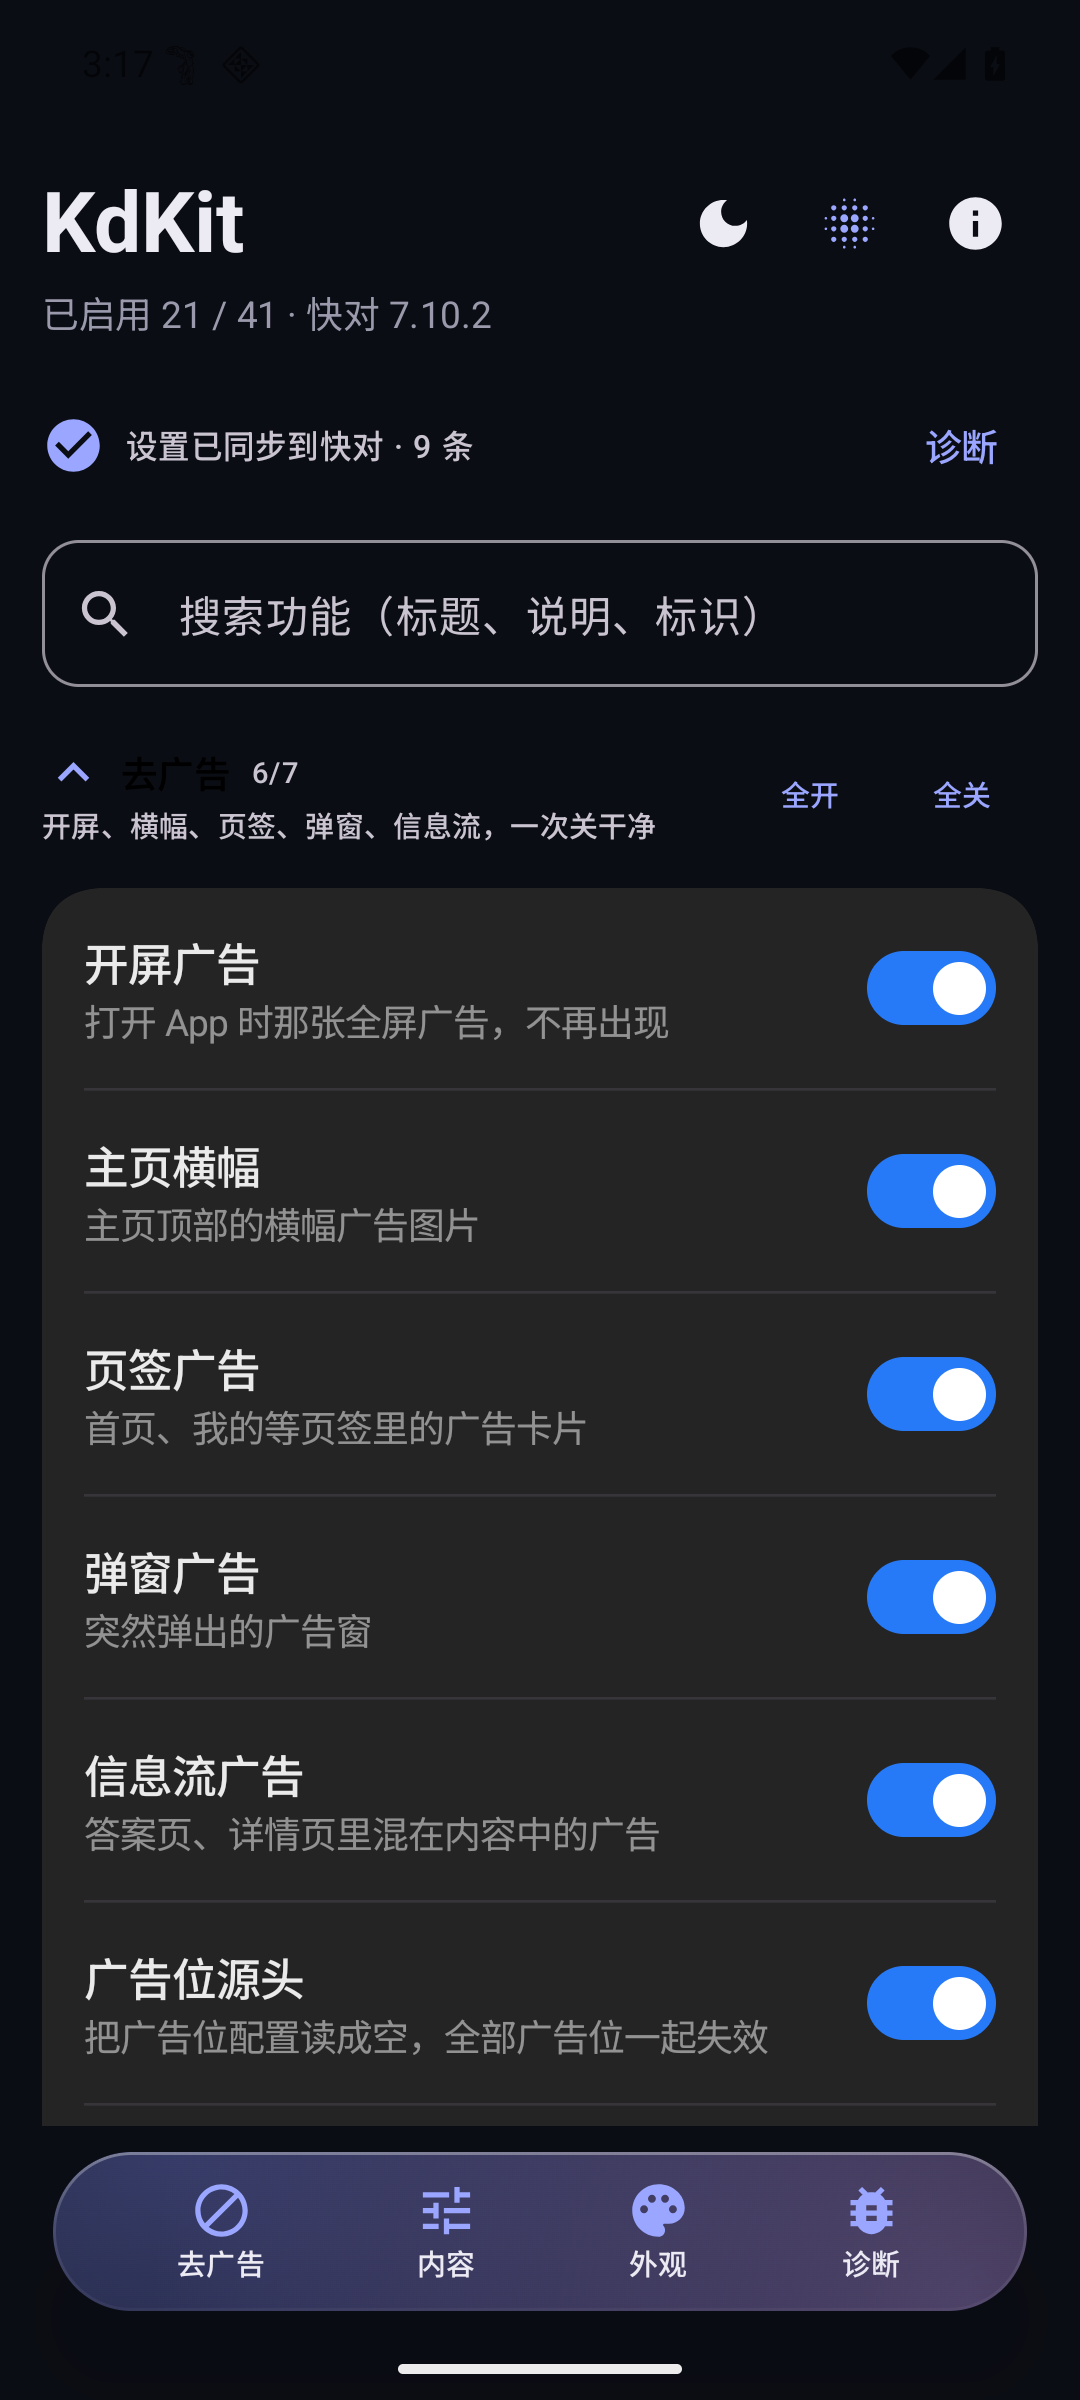 3:17
KdKit
已启用 21 / 41 · 快对 7.10.2
设置已同步到快对 · 9 条
诊断
搜索功能（标题、说明、标识）
去广告 6/7
开屏、横幅、页签、弹窗、信息流，一次关干净
全开
全关
开屏广告
打开 App 时那张全屏广告，不再出现
主页横幅
主页顶部的横幅广告图片
页签广告
首页、我的等页签里的广告卡片
弹窗广告
突然弹出的广告窗
信息流广告
答案页、详情页里混在内容中的广告
广告位源头
把广告位配置读成空，全部广告位一起失效
去广告
内容
外观
诊断